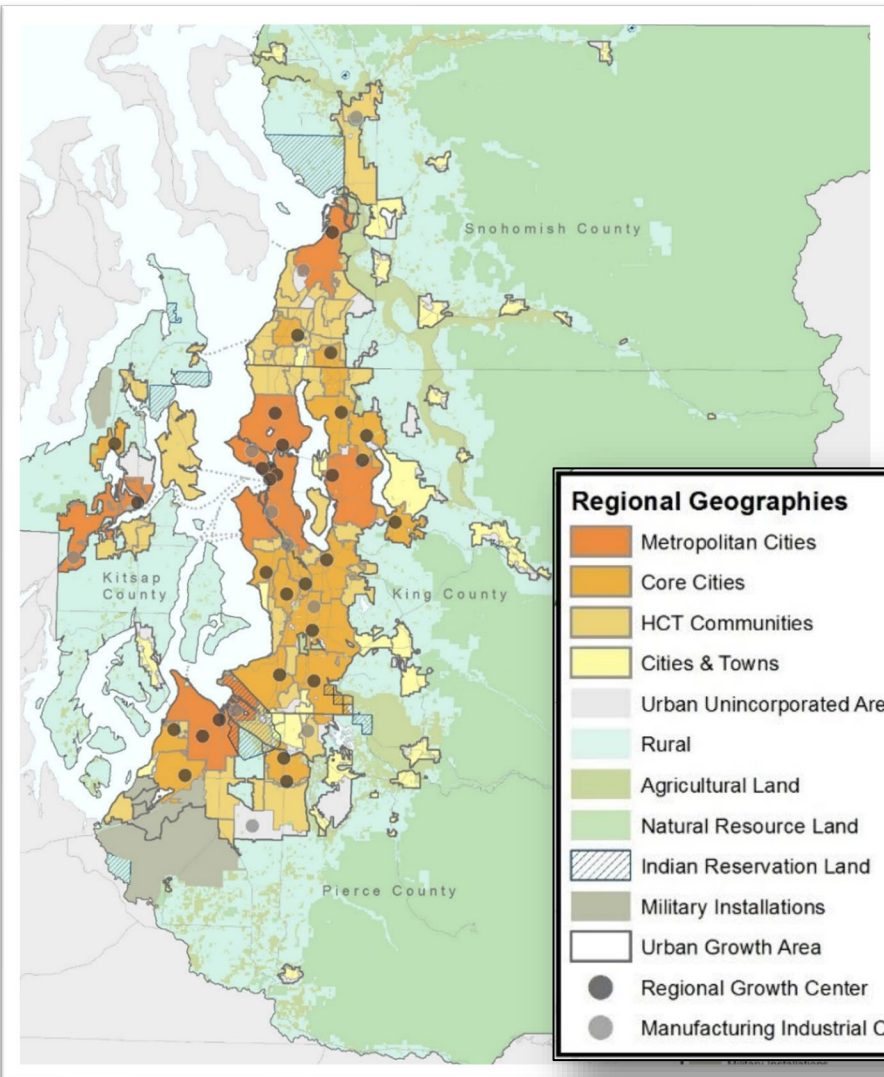 Snohomish County
Kitsap
County
King County
Pierce County
Regional Geographies
Metropolitan Cities
Core Cities
HCT Communities
Cities & Towns
Urban Unincorporated Are
Rural
Agricultural Land
Natural Resource Land
Indian Reservation Land
Military Installations
Urban Growth Area
Regional Growth Center
Manufacturing Industrial C